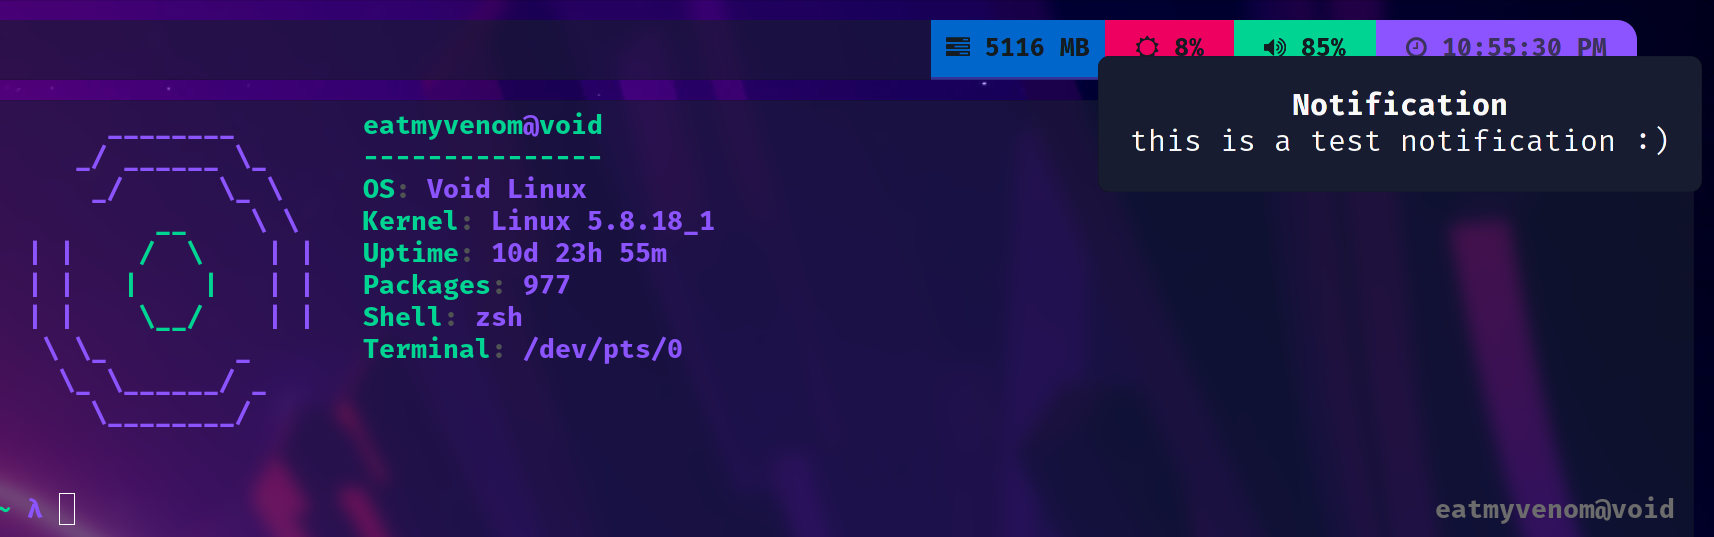 5116 MB 8% 85% 10:55:30 PM
Notification
this is a test notification :)
eatmyvenom@void
---------------
OS: Void Linux
Kernel: Linux 5.8.18_1
Uptime: 10d 23h 55m
Packages: 977
Shell: zsh
Terminal: /dev/pts/0
~ λ
eatmyvenom@void